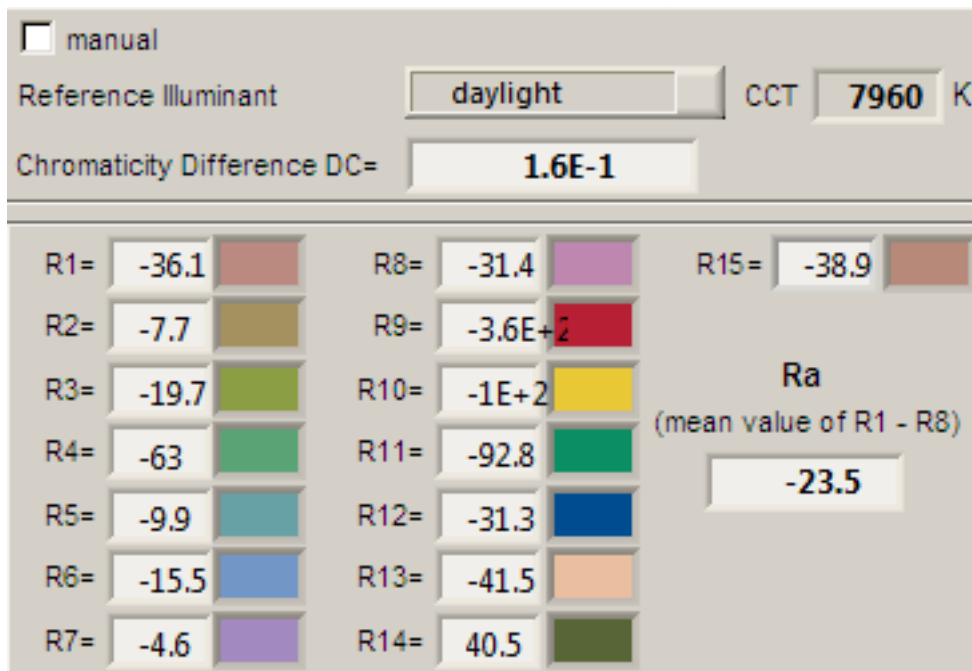 manual
Reference Illuminant daylight CCT 7960 K
Chromaticity Difference DC= 1.6E-1
R1= -36.1 R8= -31.4 R15= -38.9
R2= -7.7 R9= -3.6E+2
R3= -19.7 R10= -1E+2 Ra
R4= -63 R11= -92.8 (mean value of R1 - R8)
R5= -9.9 R12= -31.3 -23.5
R6= -15.5 R13= -41.5
R7= -4.6 R14= 40.5